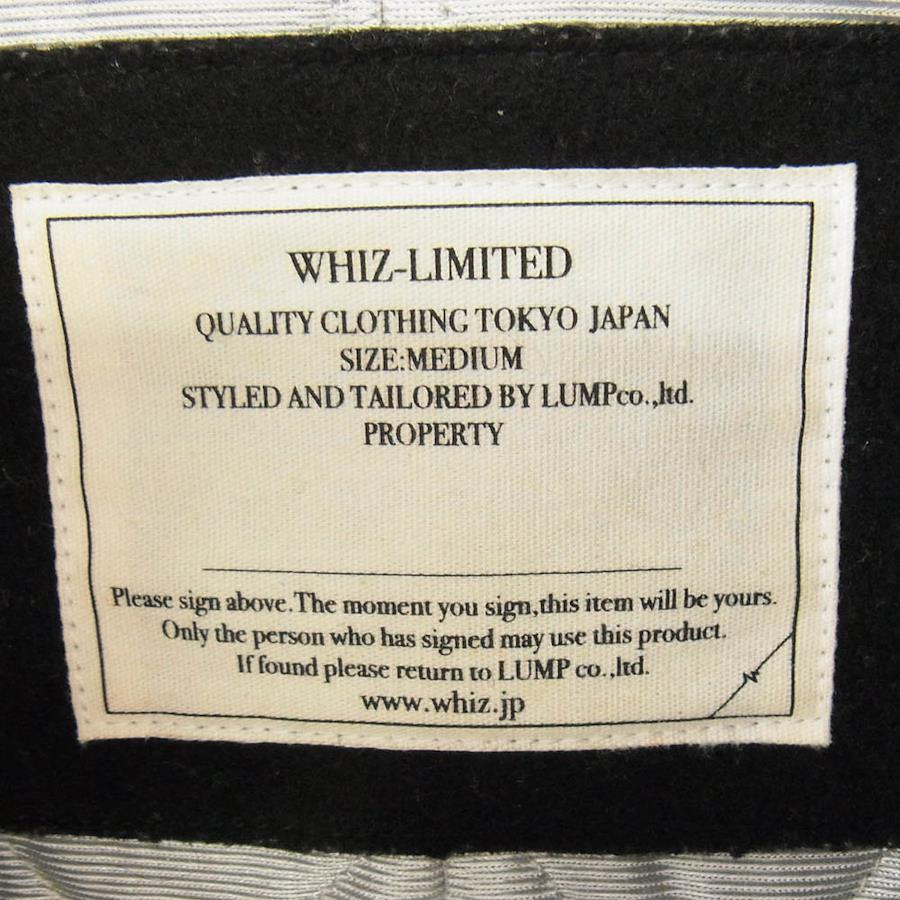 WHIZ-LIMITED
QUALITY CLOTHING TOKYO JAPAN
SIZE:MEDIUM
STYLED AND TAILORED BY LUMPco.,ltd.
PROPERTY
Please sign above.The moment you sign,this item will be yours.
Only the person who has signed may use this product.
If found please return to LUMP co.,ltd.
www.whiz.jp